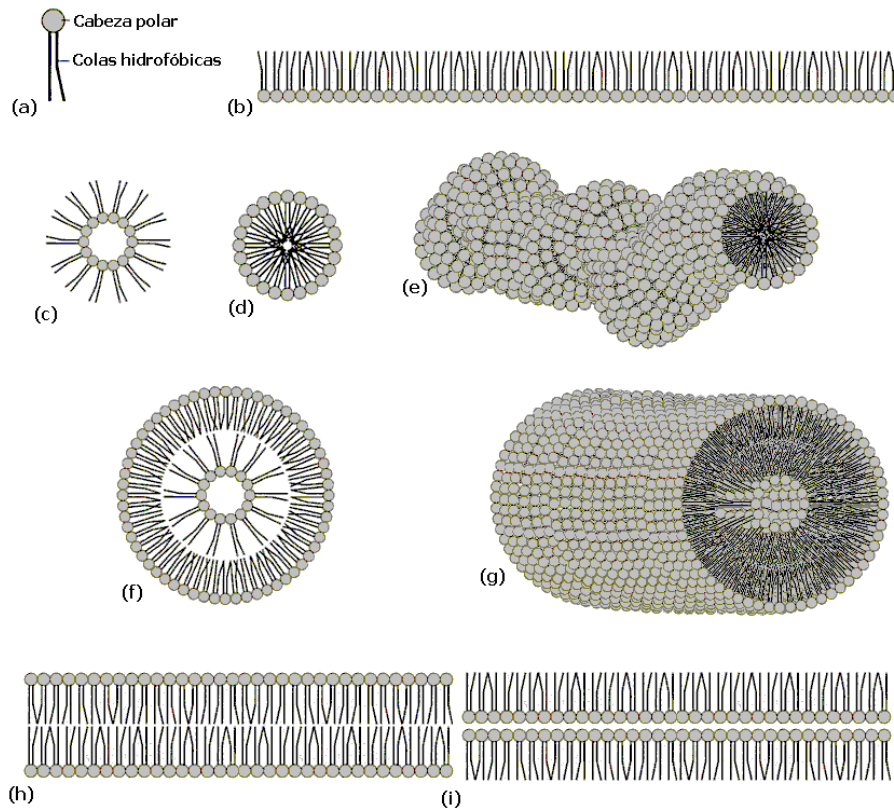 Cabeza polar
Colas hidrofóbicas
(a)
(b)
(c)
(d)
(e)
(f)
(g)
(h)
(i)